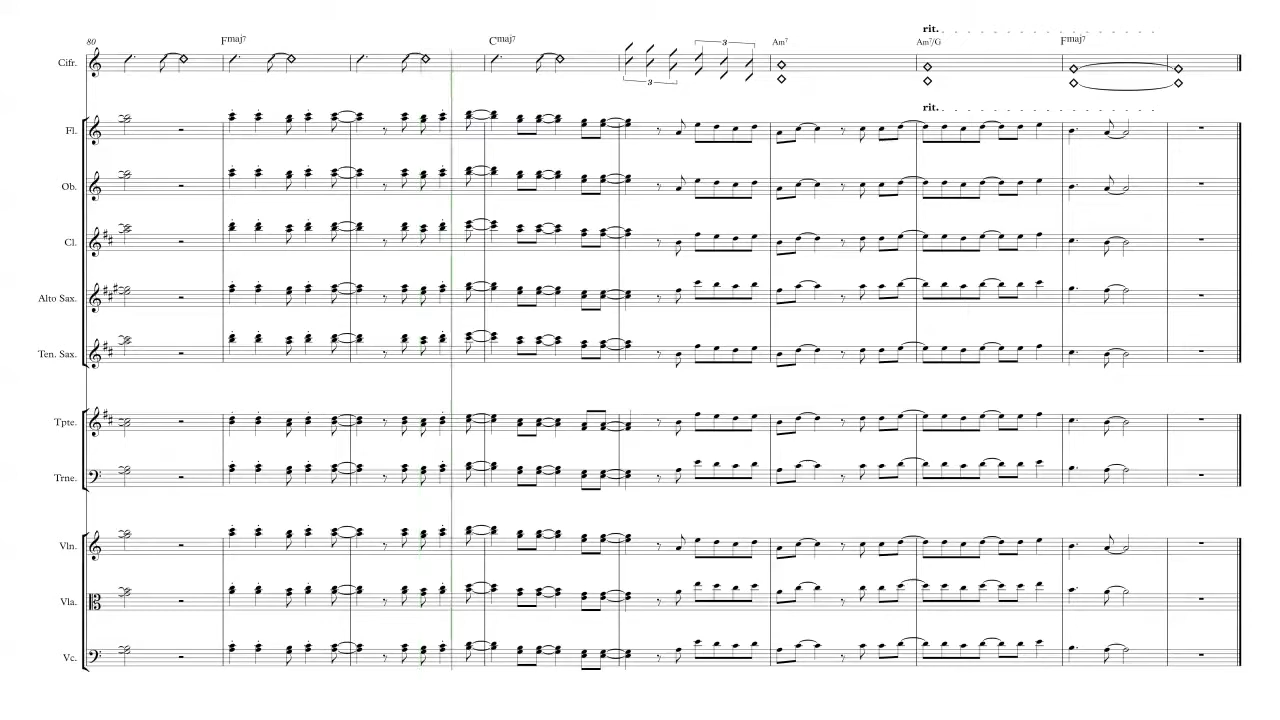 rit.
80 Fmaj7 Cmaj7 3 Am7 Am7/G Fmaj7
Cifr.
3
rit.
Fl.
Ob.
Cl.
Alto Sax.
Ten. Sax.
Tpte.
Trne.
Vln.
Vla.
Vc.